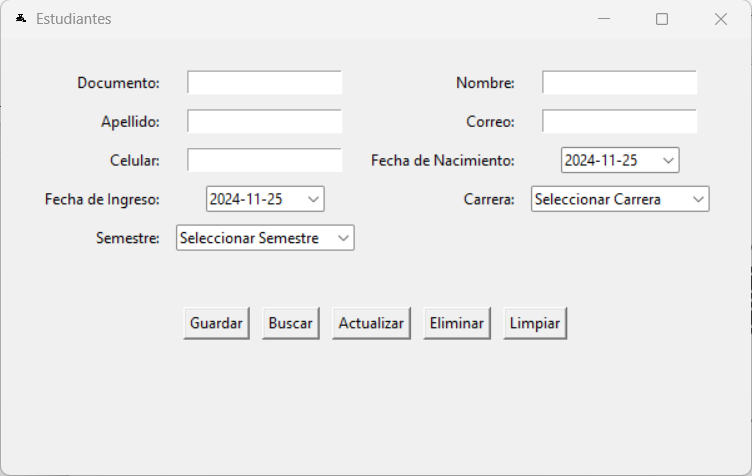 Estudiantes
Documento: Nombre:
Apellido: Correo:
Celular: Fecha de Nacimiento: 2024-11-25
Fecha de Ingreso: 2024-11-25 Carrera: Seleccionar Carrera
Semestre: Seleccionar Semestre
Guardar Buscar Actualizar Eliminar Limpiar